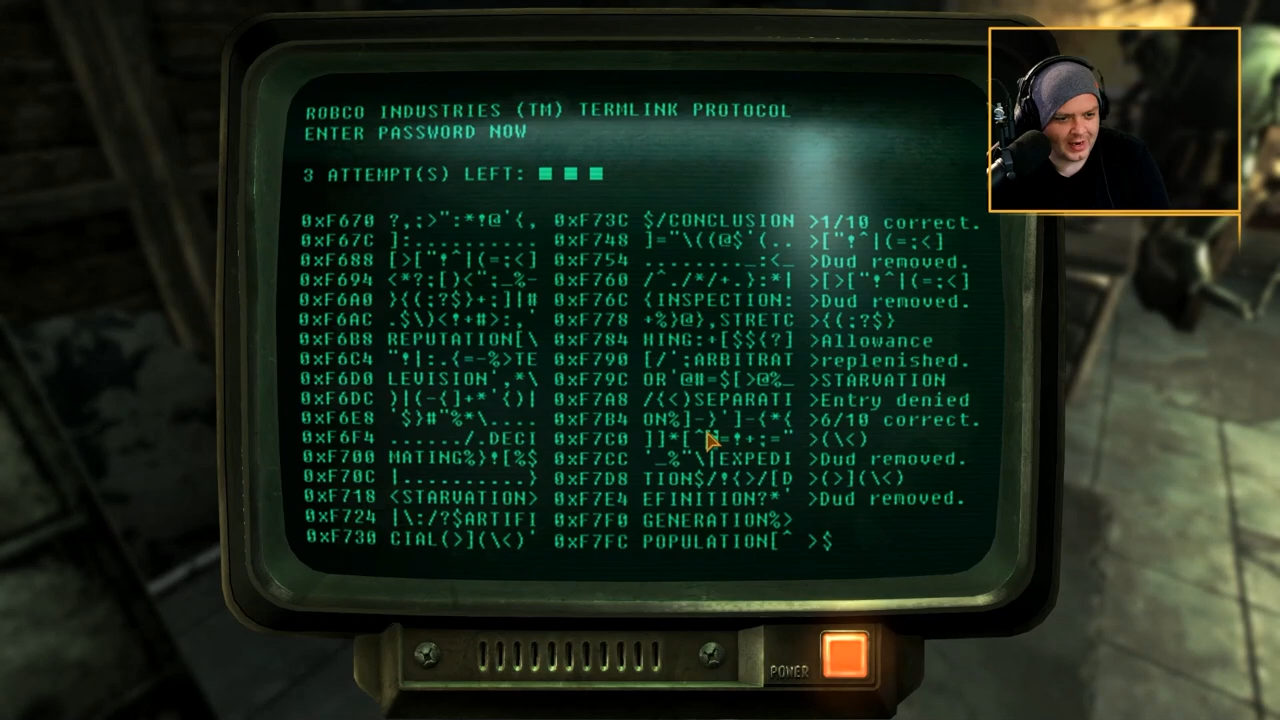 ROBCO INDUSTRIES (TM) TERMLINK PROTOCOL
ENTER PASSWORD NOW
3 ATTEMPT(S) LEFT:
0xF670 ?,;>":*!@'{, 0xF73C $/CONCLUSION >1/10 correct.
0xF67C ]:.......... 0xF748 ]="\((@$'(.. >["!^|(=;<]
0xF688 [>["!^|(=;<] 0xF754 ........._:<_ >Dud removed.
0xF694 <*?;[)<":_%- 0xF760 /^./*/+.}:*| >[>["!^|(=;<]
0xF6A0 }{(;?$}+;]|# 0xF76C {INSPECTION: >Dud removed.
0xF6AC .$\)<!+#>:,' 0xF778 +%}@},STRETC >{(;?$}
0xF6B8 REPUTATION[\ 0xF784 HING:+[$${?] >Allowance
0xF6C4 "!|:.{=-%>TE 0xF790 [/';ARBITRAT >replenished.
0xF6D0 LEVISION',*\ 0xF79C OR'@#=$[>@%_ >STARVATION
0xF6DC )|(-{]+*'{)| 0xF7A8 /{<)SEPARATI >Entry denied
0xF6E8 '$}#"%*\.... 0xF7B4 ON%]-}']-{*{ >6/10 correct.
0xF6F4 ....../.DECI 0xF7C0 ]]*[^ =!+;=" >(\<)
0xF700 MATING%}![%$ 0xF7CC '_%"\|EXPEDI >Dud removed.
0xF70C |..........} 0xF7D8 TION$/!{>/[D >(>](\<)
0xF718 <STARVATION> 0xF7E4 EFINITION?*' >Dud removed.
0xF724 |\:/?$ARTIFI 0xF7F0 GENERATION%>
0xF730 CIAL(>](\<)' 0xF7FC POPULATION[^ >$
POWER